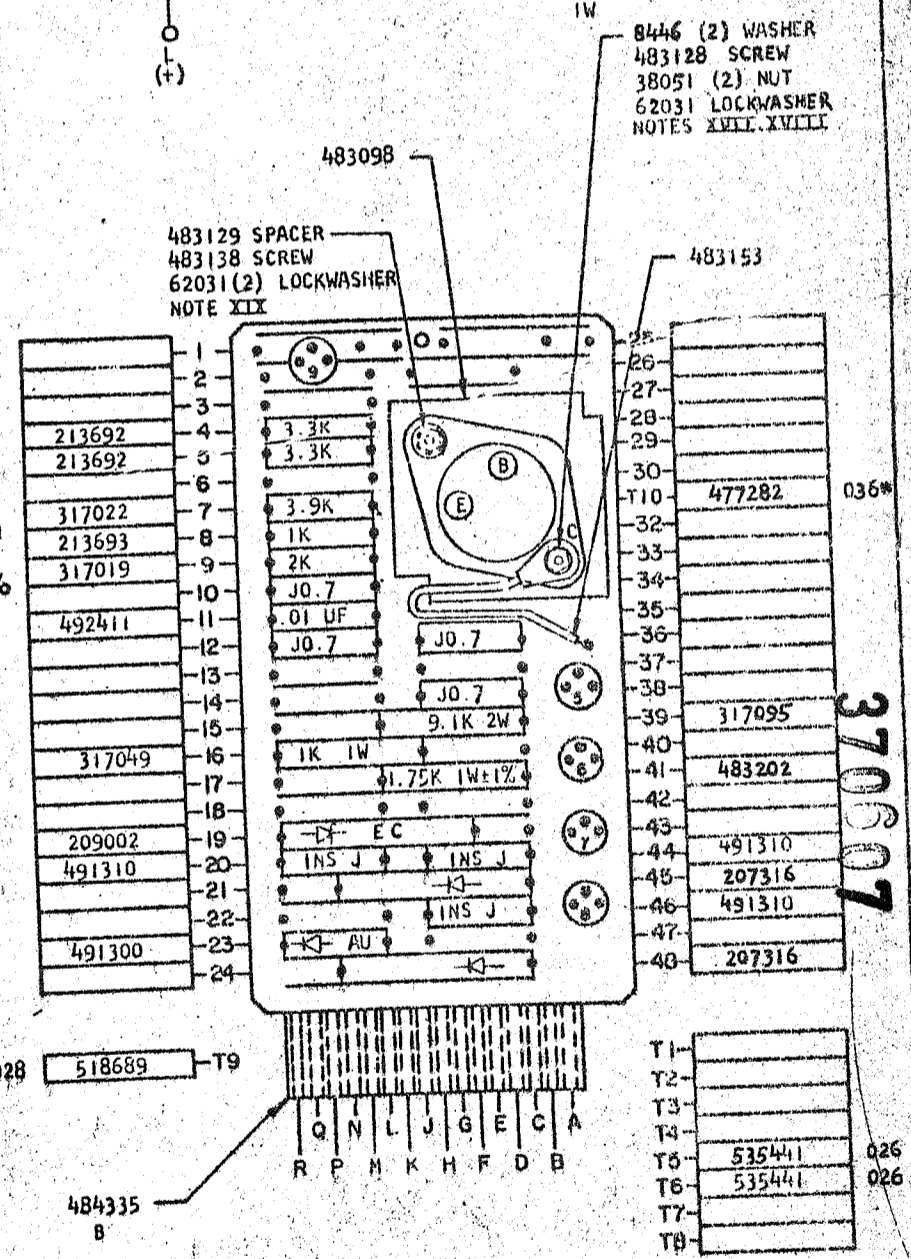 1W
L
(+)
8446 (2) WASHER
483128 SCREW
38051 (2) NUT
62031 LOCKWASHER
NOTES XVII.XVIII
483098
483129 SPACER
483138 SCREW
62031(2) LOCKWASHER
NOTE XIX
483153
1
2
3
213692 4
213692 5
6
317022 7
213693 8
317019 9
10
492411 11
12
13
14
15
317049 16
17
18
209002 19
491310 20
21
22
491300 23
24
9
3.3K
3.3K
3.9K
1K
2K
J0.7
.01 UF
J0.7
J0.7
J0.7
9.1K 2W
1K 1W
1.75K 1W±1%
EC
INS J INS J
INS J
AU
B
E
C
5
6
7
8
25
26
27
28
29
30
T10 477282 036*
32
33
34
35
36
37
38
39 317095
40
41 483202
42
43
44 491310
45 207316
46 491310
47
48 207316
370607
028 518689 T9
Q N L J G E C A
R P M K H F D B
484335
B
T1
T2
T3
T4
T5 535441 026
T6 535441 026
T7
T8